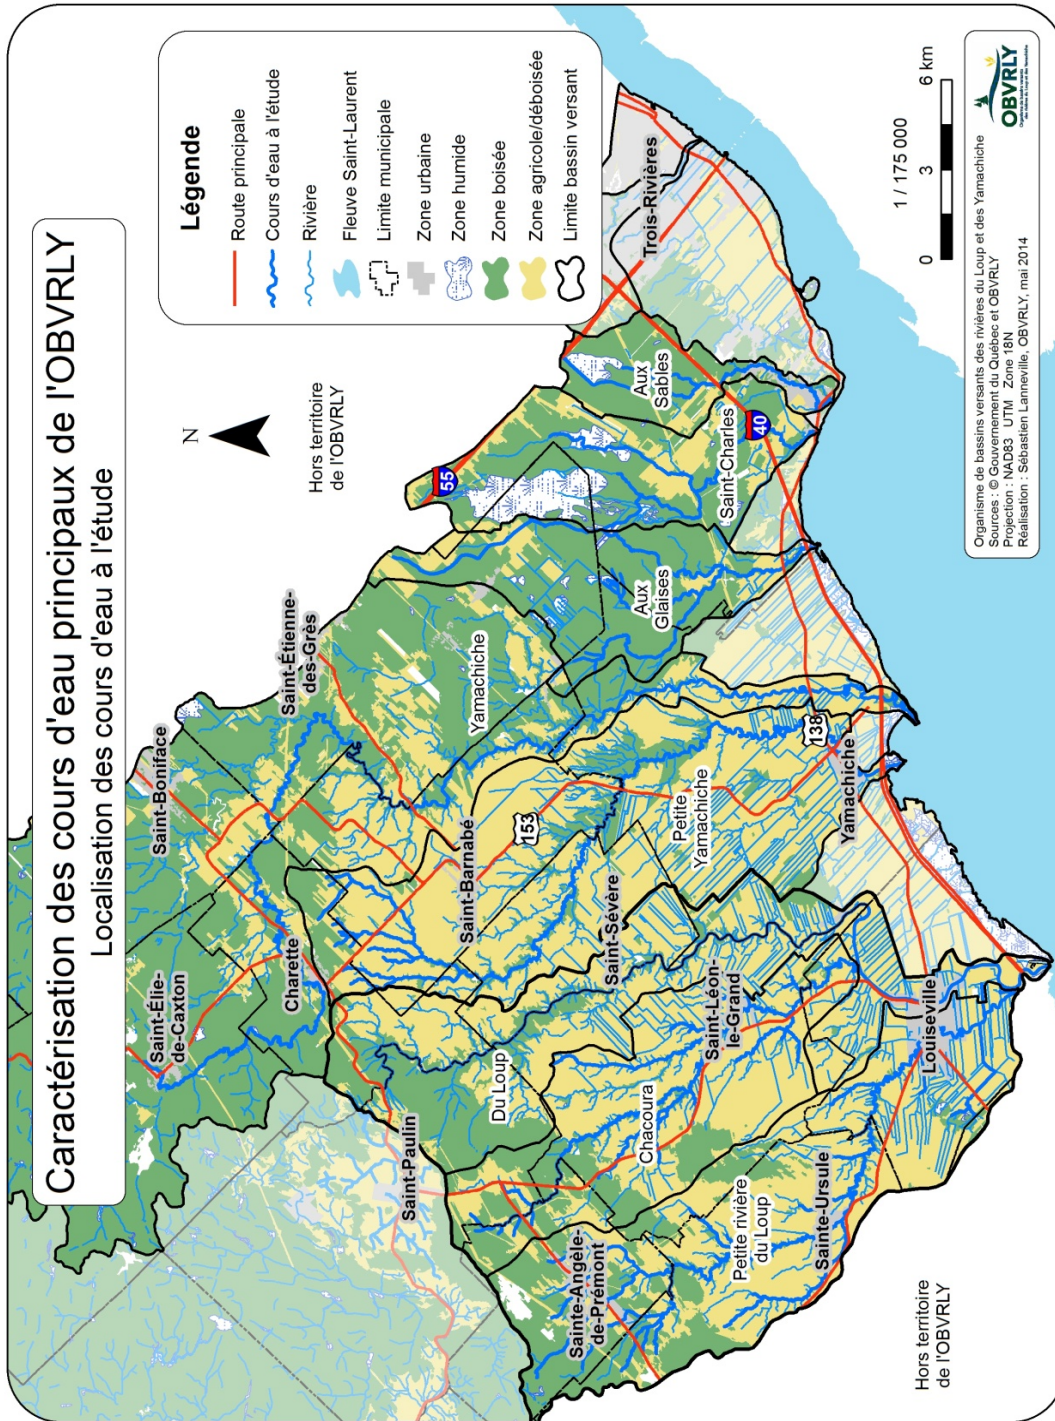 Caractérisation des cours d'eau principaux de l'OBVRLY
Localisation des cours d'eau à l'étude
Légende
Route principale
Cours d'eau à l'étude
Rivière
Fleuve Saint-Laurent
Limite municipale
Zone urbaine
Zone humide
Zone boisée
Zone agricole/déboisée
Limite bassin versant
N
Hors territoire
de l'OBVRLY
Saint-Élie-
de-Caxton
Saint-Boniface
Charette
Saint-Étienne-
des-Grès
55
Saint-Paulin
Saint-Barnabé
Yamachiche
153
Du Loup
Saint-Sévère
Aux
Glaises
Aux
Sables
Trois-Rivières
Sainte-Angèle-
de-Prémont
Chacoura
Saint-Léon-
le-Grand
Petite
Yamachiche
Saint-Charles
40
Petite rivière
du Loup
Sainte-Ursule
138
Yamachiche
Louiseville
Hors territoire
de l'OBVRLY
1 / 175 000
0 3 6 km
Organisme de bassins versants des rivières du Loup et des Yamachiche
Sources : © Gouvernement du Québec et OBVRLY
Projection : NAD83 UTM Zone 18N
Réalisation : Sébastien Lanneville, OBVRLY, mai 2014
OBVRLY